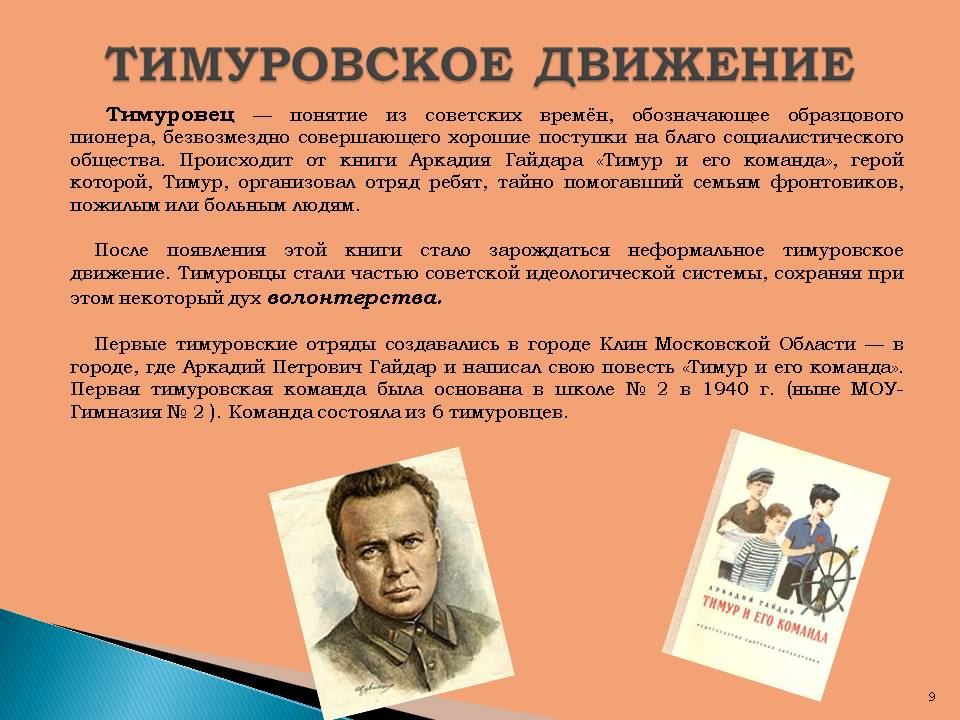 ТИМУРОВСКОЕ ДВИЖЕНИЕ
Тимуровец — понятие из советских времён, обозначающее образцового
пионера, безвозмездно совершающего хорошие поступки на благо социалистического
общества. Происходит от книги Аркадия Гайдара «Тимур и его команда», герой
которой, Тимур, организовал отряд ребят, тайно помогавший семьям фронтовиков,
пожилым или больным людям.
После появления этой книги стало зарождаться неформальное тимуровское
движение. Тимуровцы стали частью советской идеологической системы, сохраняя при
этом некоторый дух волонтерства.
Первые тимуровские отряды создавались в городе Клин Московской Области — в
городе, где Аркадий Петрович Гайдар и написал свою повесть «Тимур и его команда».
Первая тимуровская команда была основана в школе № 2 в 1940 г. (ныне МОУ-
Гимназия № 2 ). Команда состояла из 6 тимуровцев.
АРКАДИЙ ГАЙДАР
ТИМУР И ЕГО КОМАНДА
ИЗДАТЕЛЬСТВО «ДЕТСКАЯ ЛИТЕРАТУРА»
9